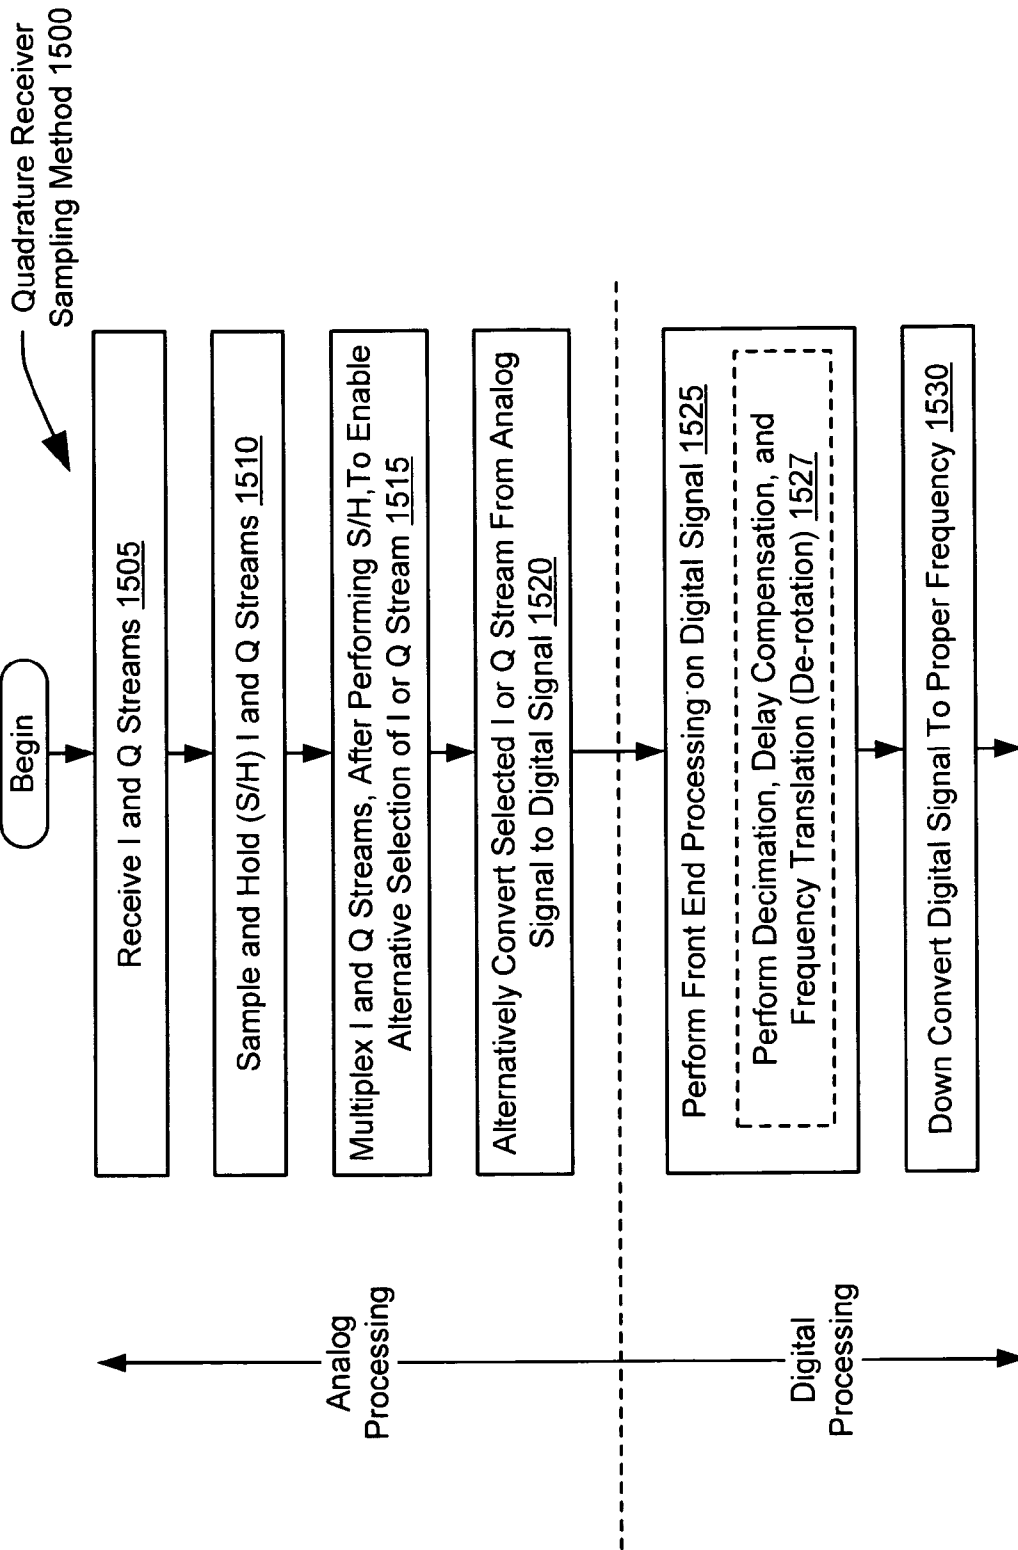 Quadrature Receiver
Sampling Method 1500
Begin
Receive I and Q Streams 1505
Sample and Hold (S/H) I and Q Streams 1510
Multiplex I and Q Streams, After Performing S/H,To Enable
Alternative Selection of I or Q Stream 1515
Alternatively Convert Selected I or Q Stream From Analog
Signal to Digital Signal 1520
Perform Front End Processing on Digital Signal 1525
Perform Decimation, Delay Compensation, and
Frequency Translation (De-rotation) 1527
Down Convert Digital Signal To Proper Frequency 1530
Analog
Processing
Digital
Processing